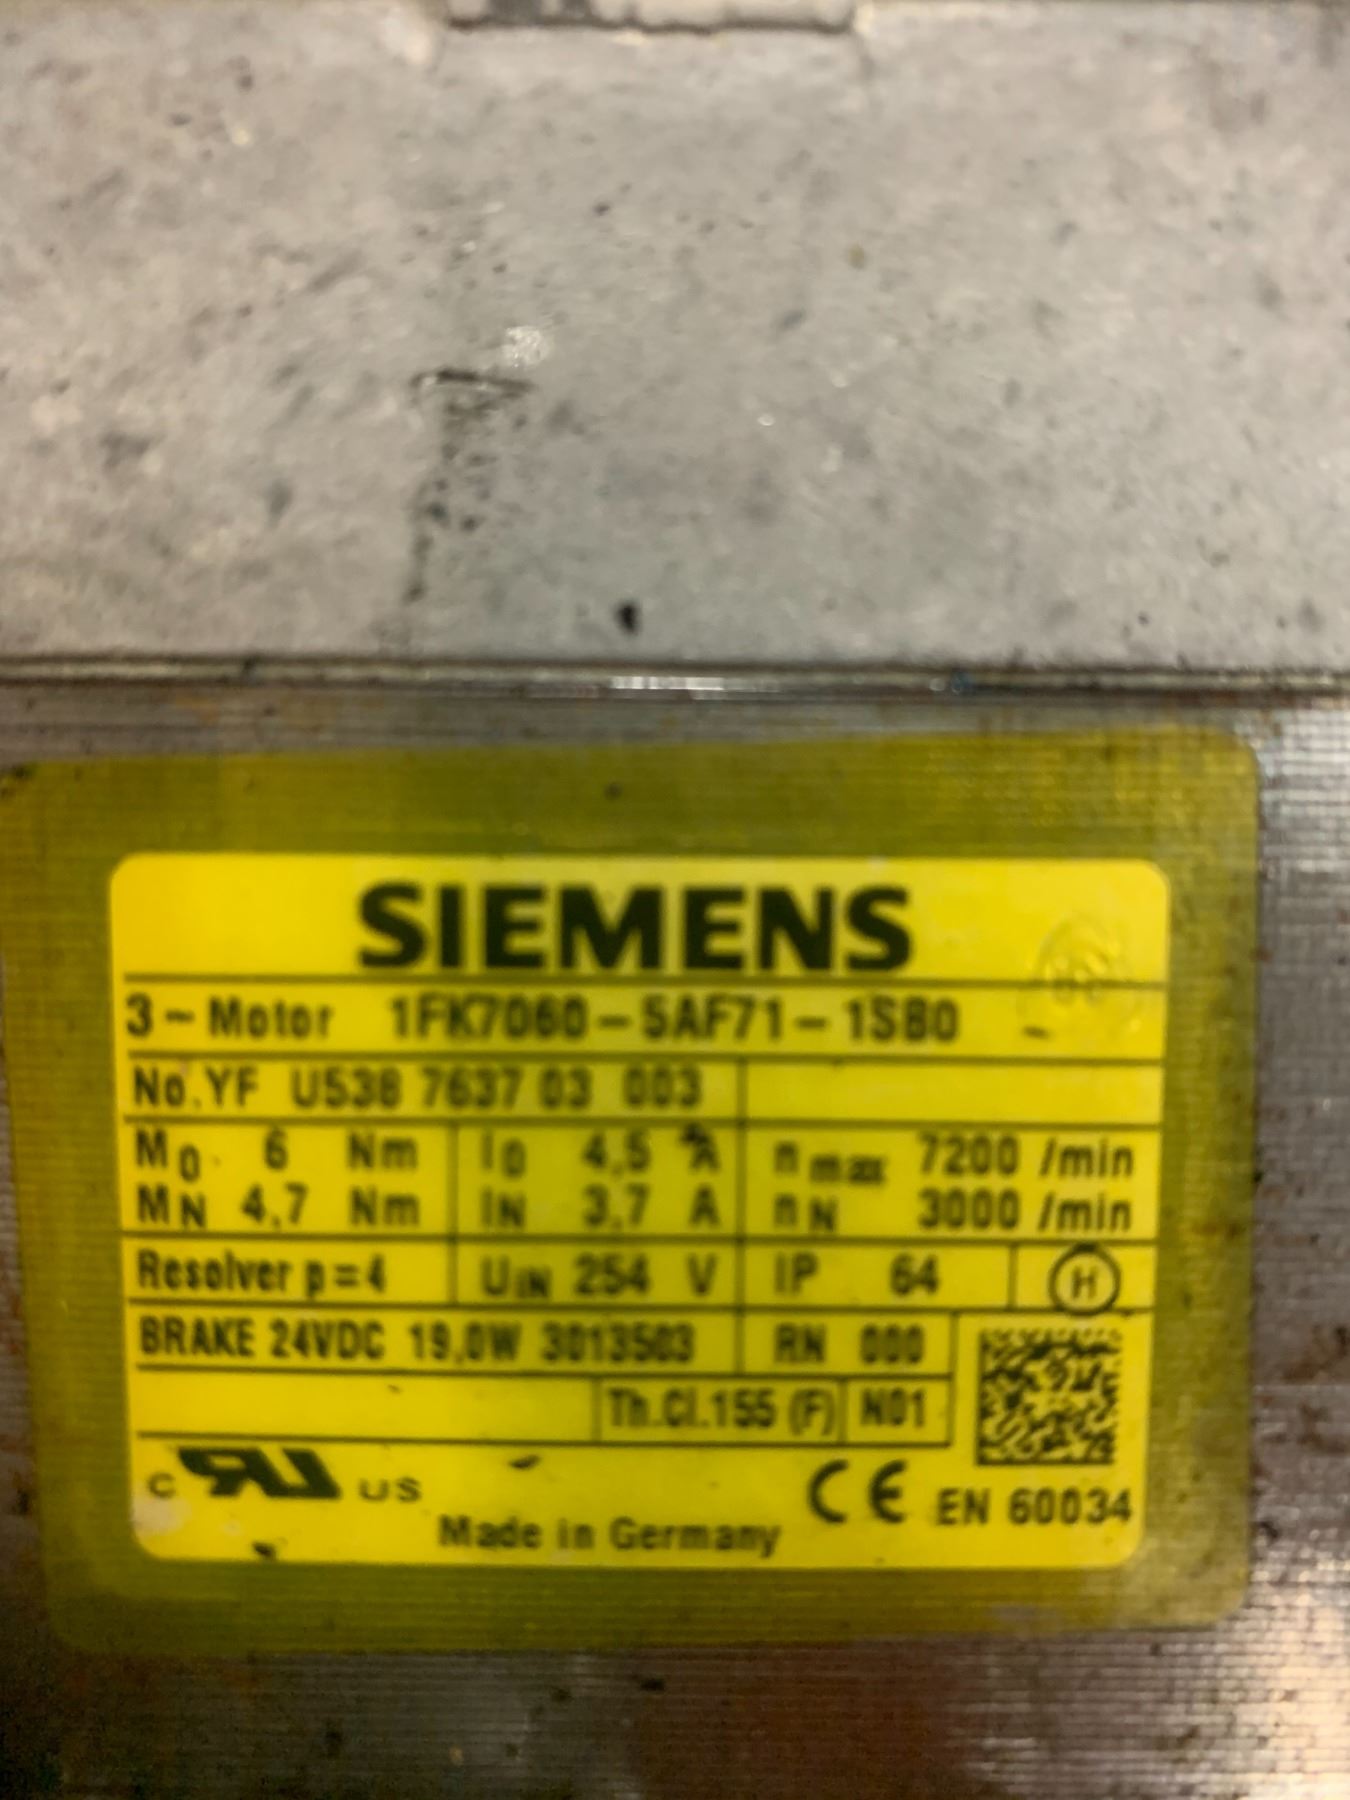 SIEMENS
3~Motor 1FK7060-5AF71-1SB0
No.YF U538 7637 03 003
M0 6 Nm I0 4,5 A nmax 7200 /min
MN 4,7 Nm IN 3,7 A nN 3000 /min
Resolver p=4 UIN 254 V IP 64 H
BRAKE 24VDC 19,0W 3013503 RN 000
Th.Cl.155 (F) N01
c RU US CE EN 60034
Made in Germany